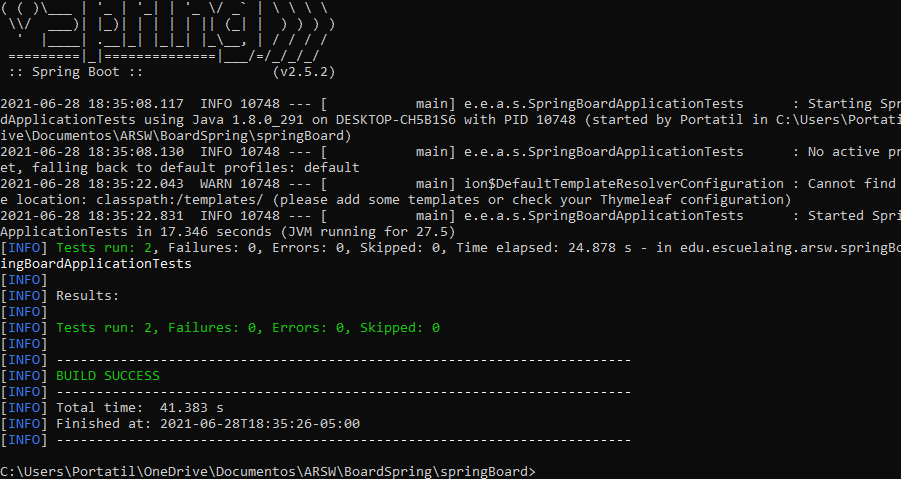 ( ( )\___ | '_ | '_| | '_ \/ _` | \ \ \ \
 \\/  ___)| |_)| | | | | || (_| |  ) ) ) )
  '  |____| .__|_| |_|_| |_\__, | / / / /
 =========|_|==============|___/=/_/_/_/
 :: Spring Boot ::                (v2.5.2)
2021-06-28 18:35:08.117  INFO 10748 --- [           main] e.e.a.s.SpringBoardApplicationTests      : Starting Spr
dApplicationTests using Java 1.8.0_291 on DESKTOP-CH5B1S6 with PID 10748 (started by Portatil in C:\Users\Portati
ive\Documentos\ARSW\BoardSpring\springBoard)
2021-06-28 18:35:08.130  INFO 10748 --- [           main] e.e.a.s.SpringBoardApplicationTests      : No active pr
et, falling back to default profiles: default
2021-06-28 18:35:22.043  WARN 10748 --- [           main] ion$DefaultTemplateResolverConfiguration : Cannot find
e location: classpath:/templates/ (please add some templates or check your Thymeleaf configuration)
2021-06-28 18:35:22.831  INFO 10748 --- [           main] e.e.a.s.SpringBoardApplicationTests      : Started Spri
ApplicationTests in 17.346 seconds (JVM running for 27.5)
[INFO] Tests run: 2, Failures: 0, Errors: 0, Skipped: 0, Time elapsed: 24.878 s - in edu.escuelaing.arsw.springBo
ingBoardApplicationTests
[INFO]
[INFO] Results:
[INFO]
[INFO] Tests run: 2, Failures: 0, Errors: 0, Skipped: 0
[INFO]
[INFO] ------------------------------------------------------------------------
[INFO] BUILD SUCCESS
[INFO] ------------------------------------------------------------------------
[INFO] Total time:  41.383 s
[INFO] Finished at: 2021-06-28T18:35:26-05:00
[INFO] ------------------------------------------------------------------------
C:\Users\Portatil\OneDrive\Documentos\ARSW\BoardSpring\springBoard>